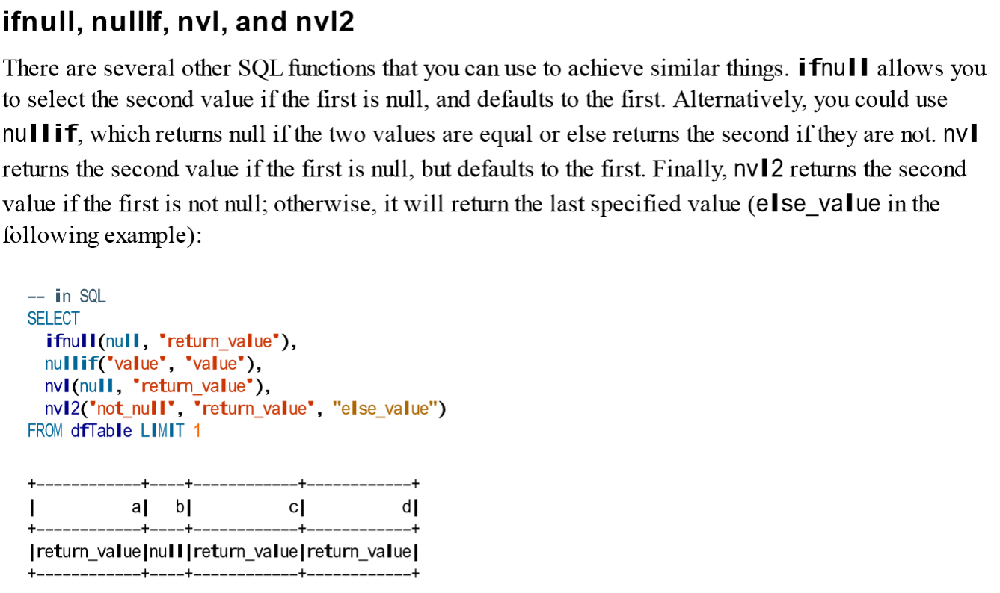 ifnull, nullIf, nvl, and nvl2
There are several other SQL functions that you can use to achieve similar things. ifnull allows you
to select the second value if the first is null, and defaults to the first. Alternatively, you could use
nullif, which returns null if the two values are equal or else returns the second if they are not. nvl
returns the second value if the first is null, but defaults to the first. Finally, nvl2 returns the second
value if the first is not null; otherwise, it will return the last specified value (else_value in the
following example):
-- in SQL
SELECT
  ifnull(null, 'return_value'),
  nullif('value', 'value'),
  nvl(null, 'return_value'),
  nvl2('not_null', 'return_value', "else_value")
FROM dfTable LIMIT 1
+------------+----+------------+------------+
|           a|   b|           c|           d|
+------------+----+------------+------------+
|return_value|null|return_value|return_value|
+------------+----+------------+------------+